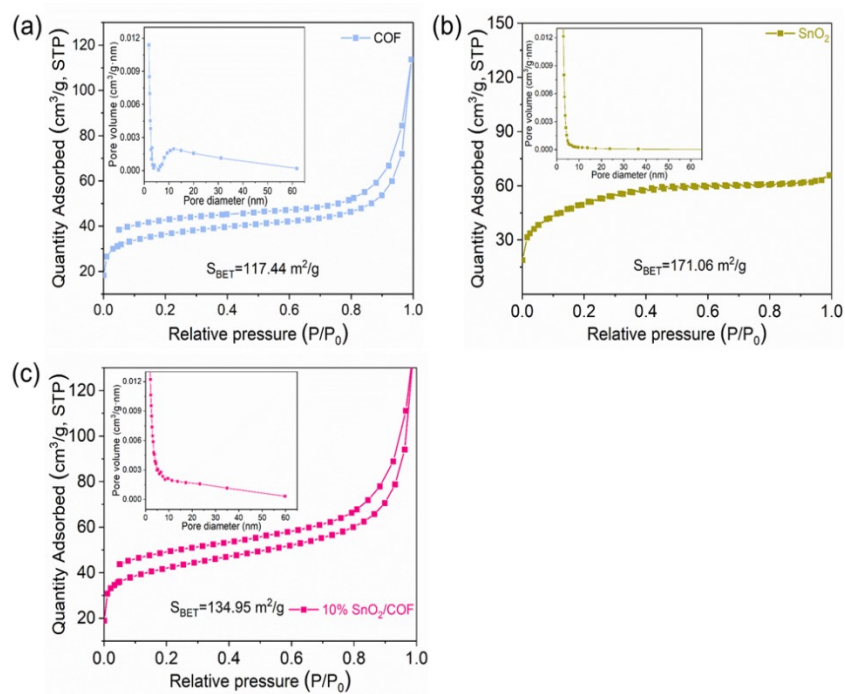 (a)
COF
Quantity Adsorbed (cm³/g, STP)
120
100
80
60
40
20
0.0 0.2 0.4 0.6 0.8 1.0
Relative pressure (P/P₀)
S_BET=117.44 m²/g
Pore volume (cm³/g·nm)
0.012
0.009
0.006
0.003
0.000
0 10 20 30 40 50 60
Pore diameter (nm)
(b)
SnO₂
Quantity Adsorbed (cm³/g, STP)
150
120
90
60
30
0.0 0.2 0.4 0.6 0.8 1.0
Relative pressure (P/P₀)
S_BET=171.06 m²/g
Pore volume (cm³/g·nm)
0.012
0.009
0.006
0.003
0.000
0 10 20 30 40 50 60
Pore diameter (nm)
(c)
Quantity Adsorbed (cm³/g, STP)
120
100
80
60
40
20
0.0 0.2 0.4 0.6 0.8 1.0
Relative pressure (P/P₀)
S_BET=134.95 m²/g
10% SnO₂/COF
Pore volume (cm³/g·nm)
0.012
0.009
0.006
0.003
0.000
0 10 20 30 40 50 60
Pore diameter (nm)